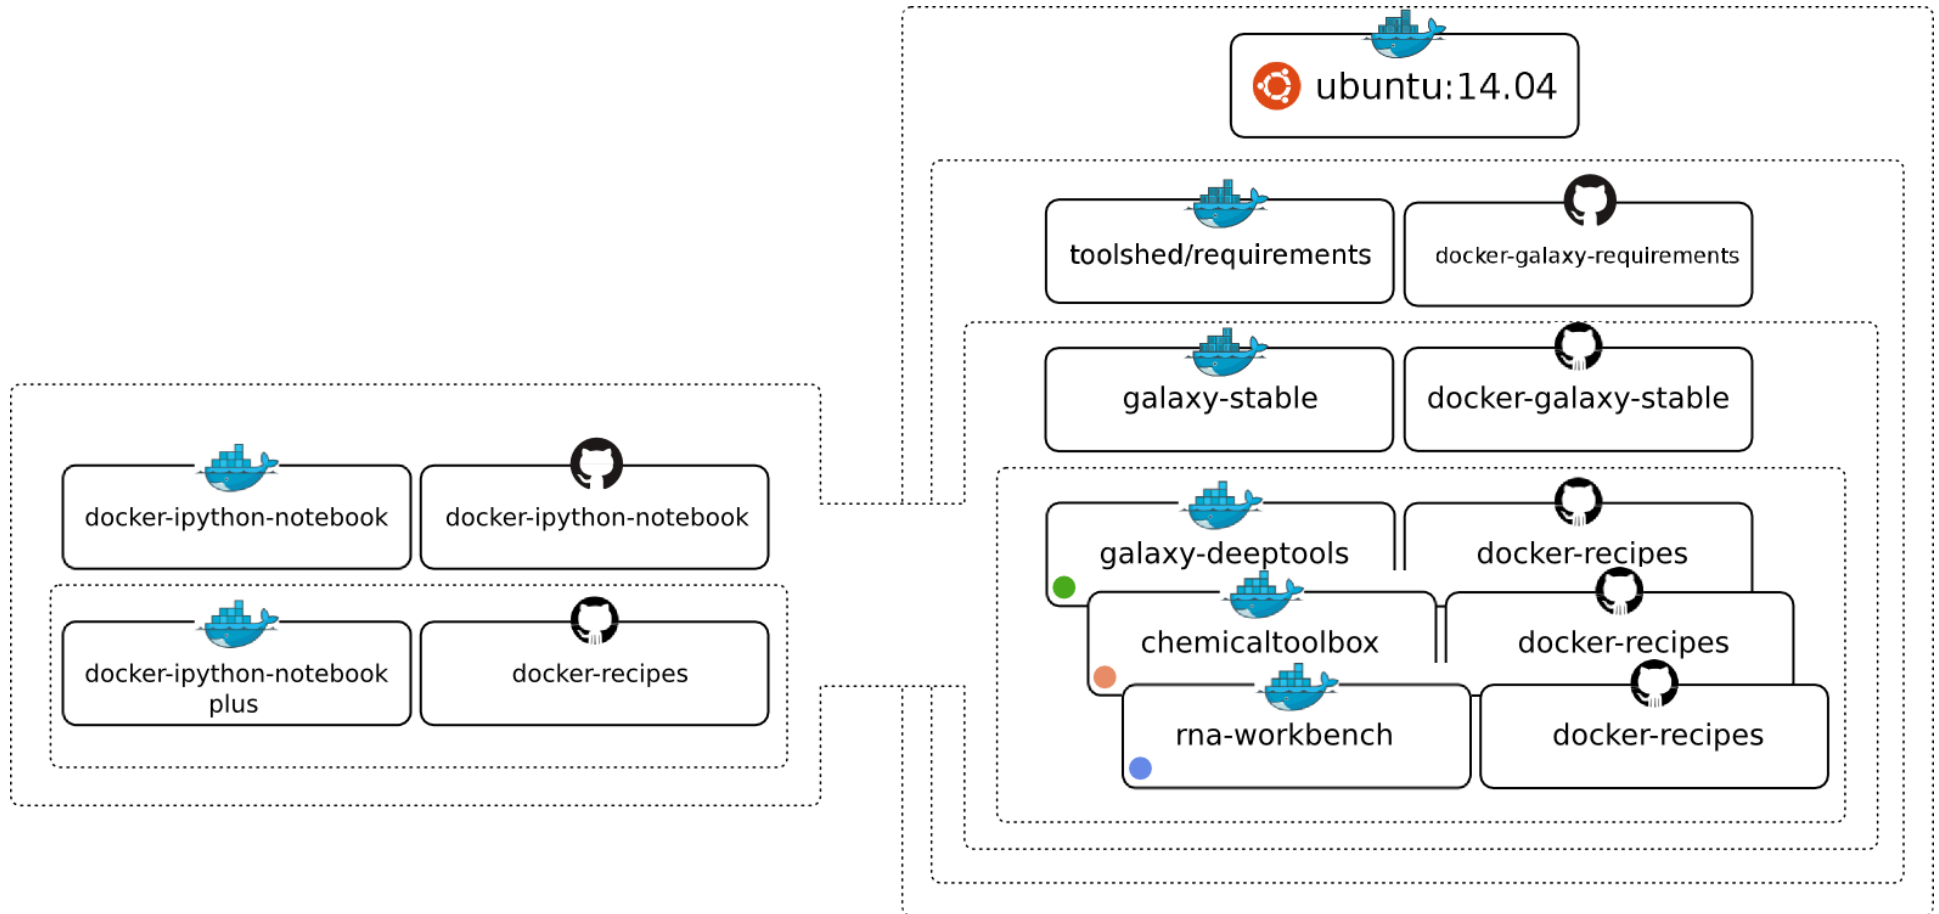 ubuntu:14.04
toolshed/requirements
docker-galaxy-requirements
galaxy-stable
docker-galaxy-stable
docker-ipython-notebook
docker-ipython-notebook
docker-ipython-notebook
plus
docker-recipes
galaxy-deeptools
docker-recipes
chemicaltoolbox
docker-recipes
rna-workbench
docker-recipes